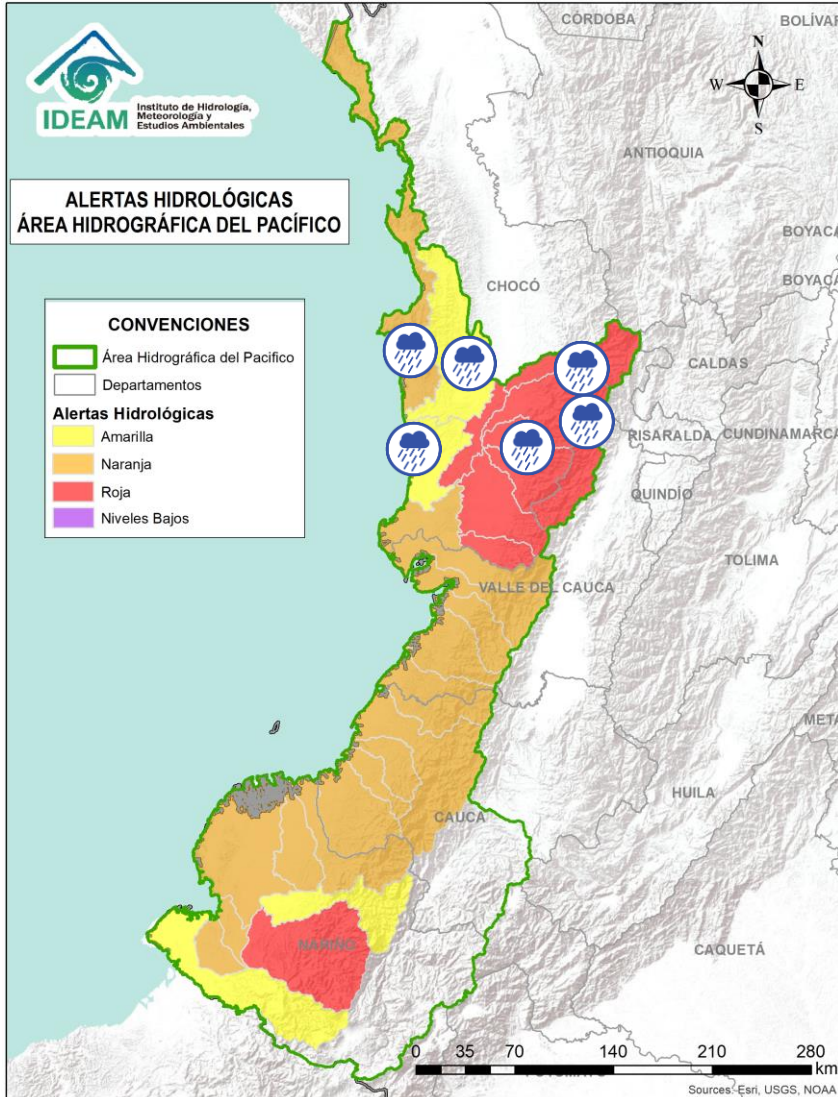 CÓRDOBA
BOLÍVAR
N
W
E
S
IDEAM
Instituto de Hidrología,
Meteorología y
Estudios Ambientales
ANTIOQUIA
ALERTAS HIDROLÓGICAS
ÁREA HIDROGRÁFICA DEL PACÍFICO
BOYACÁ
BOYACÁ
CHOCÓ
CONVENCIONES
Área Hidrográfica del Pacifico
Departamentos
Alertas Hidrológicas
Amarilla
Naranja
Roja
Niveles Bajos
CALDAS
RISARALDA
CUNDINAMARCA
QUINDÍO
TOLIMA
VALLE DEL CAUCA
META
HUILA
CAUCA
NARIÑO
CAQUETÁ
0 35 70 140 210 280
km
Sources: Esri, USGS, NOAA